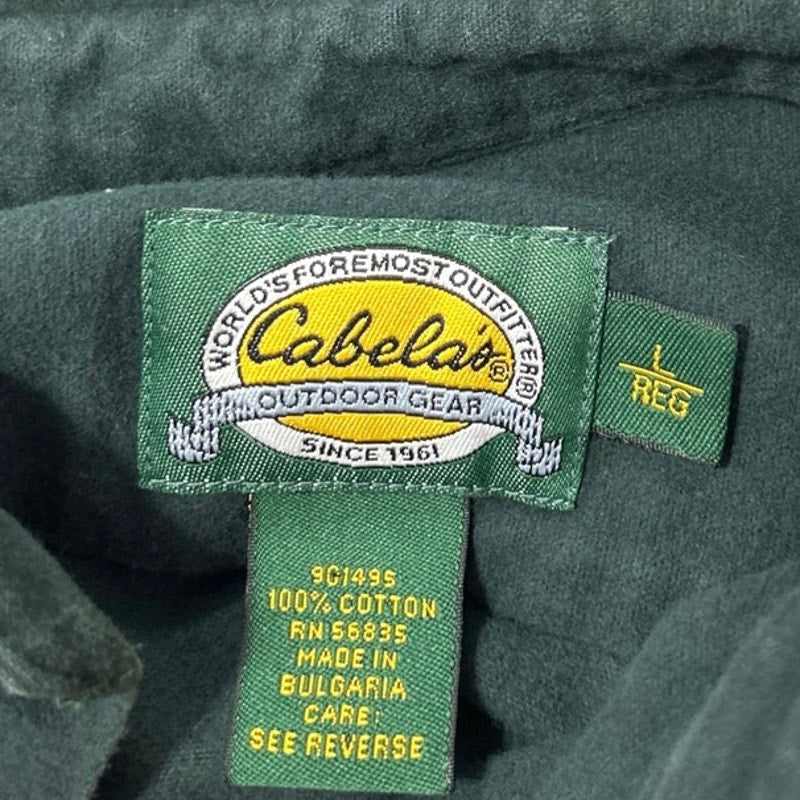 WORLD'S FOREMOST OUTFITTER®
Cabela's®
OUTDOOR GEAR
SINCE 1961
L
REG
9G1495
100% COTTON
RN 56835
MADE IN
BULGARIA
CARE:
SEE REVERSE